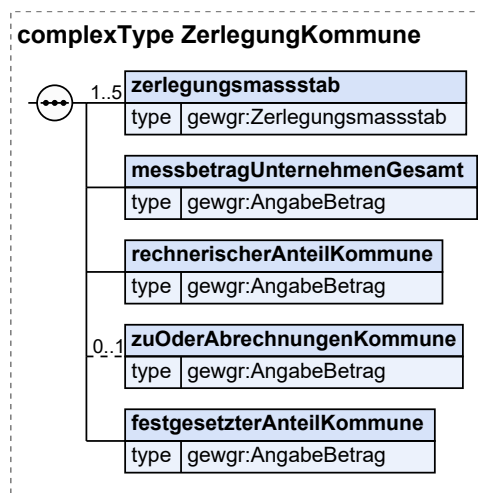 complexType ZerlegungKommune
1..5
zerlegungsmassstab
type gewgr:Zerlegungsmassstab
messbetragUnternehmenGesamt
type gewgr:AngabeBetrag
rechnerischerAnteilKommune
type gewgr:AngabeBetrag
0..1
zuOderAbrechnungenKommune
type gewgr:AngabeBetrag
festgesetzterAnteilKommune
type gewgr:AngabeBetrag